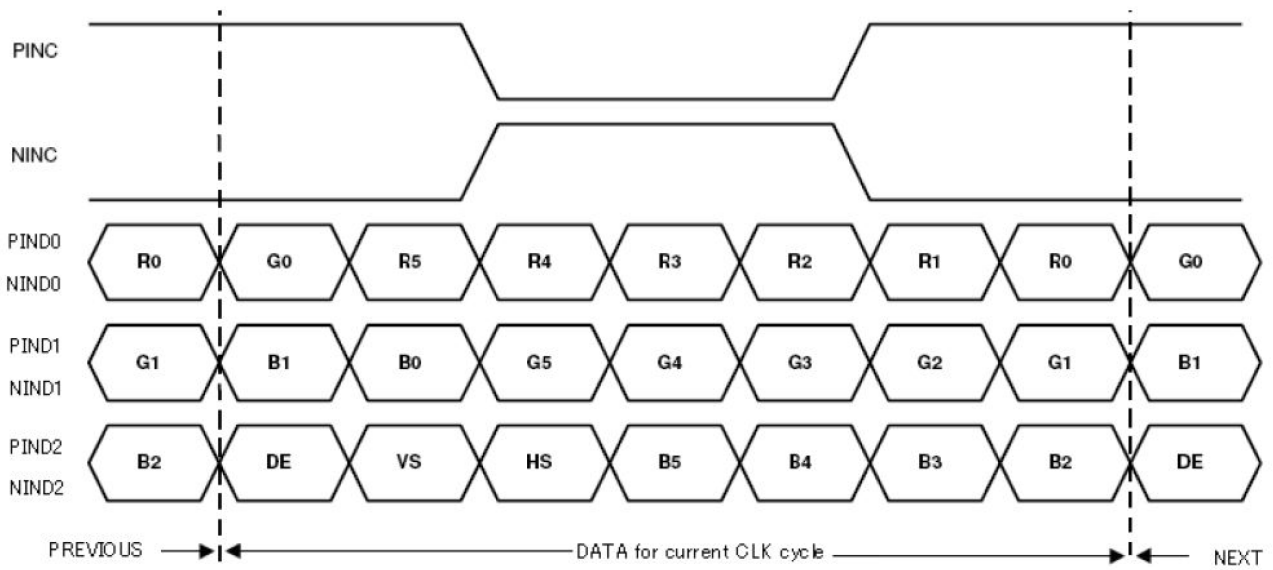 PINC
NINC
PIND0
NIND0
R0 G0 R5 R4 R3 R2 R1 R0 G0
PIND1
NIND1
G1 B1 B0 G5 G4 G3 G2 G1 B1
PIND2
NIND2
B2 DE VS HS B5 B4 B3 B2 DE
PREVIOUS DATA for current CLK cycle NEXT